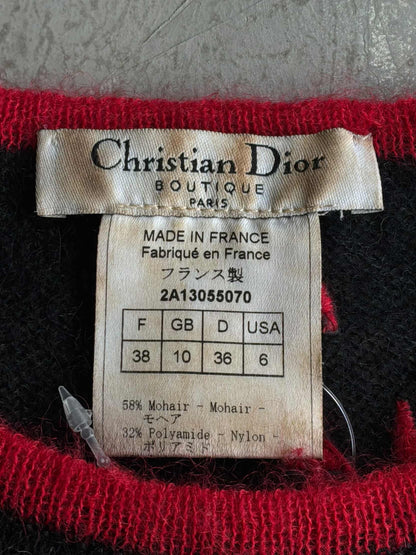 Christian Dior
BOUTIQUE
PARIS
MADE IN FRANCE
Fabriqué en France
フランス製
2A13055070
F GB D USA
38 10 36 6
58% Mohair - Mohair -
モヘア
32% Polyamide - Nylon -
ポリアミド